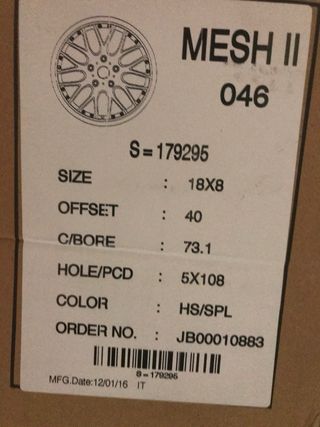 MESH II
046
S=179295
SIZE : 18X8
OFFSET : 40
C/BORE : 73.1
HOLE/PCD : 5X108
COLOR : HS/SPL
ORDER NO. : JB00010883
S=179295
MFG.Date:12/01/16 IT